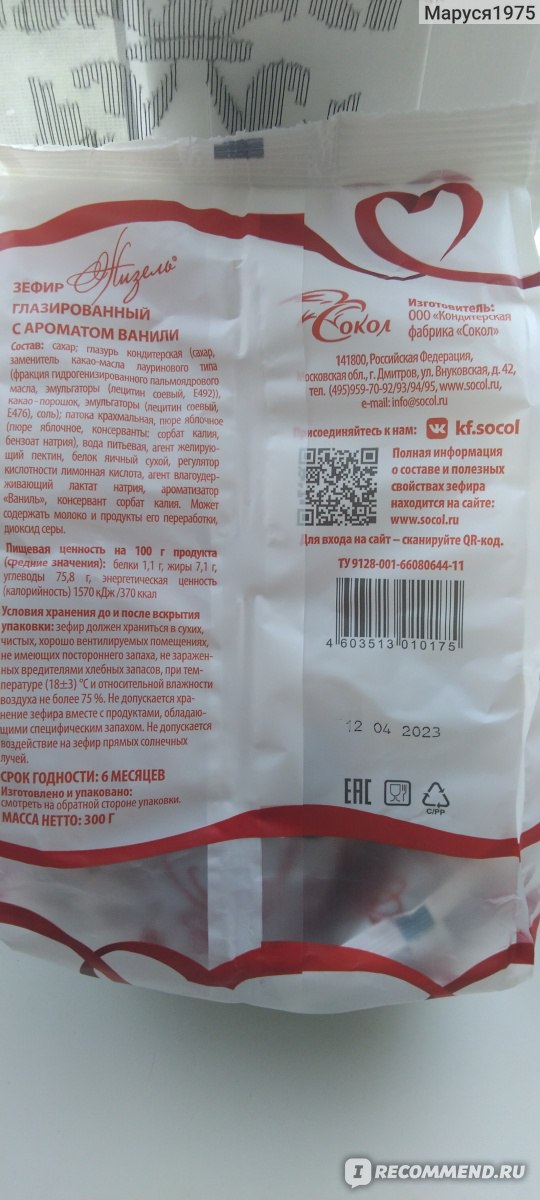 Маруся1975
ЗЕФИР Жизель®
ГЛАЗИРОВАННЫЙ
С АРОМАТОМ ВАНИЛИ
Состав: сахар; глазурь кондитерская (сахар,
заменитель какао-масла лауринового типа
(фракция гидрогенизированного пальмоядрового
масла, эмульгаторы (лецитин соевый, Е492)),
какао-порошок, эмульгаторы (лецитин соевый,
Е476), соль); патока крахмальная, пюре яблочное
(пюре яблочное, консерванты: сорбат калия,
бензоат натрия), вода питьевая, агент желирую-
щий пектин, белок яичный сухой, регулятор
кислотности лимонная кислота, агент влагоудер-
живающий лактат натрия, ароматизатор
«Ваниль», консервант сорбат калия. Может
содержать молоко и продукты его переработки,
диоксид серы.
Пищевая ценность на 100 г продукта
(средние значения): белки 1,1 г, жиры 7,1 г,
углеводы 75,8 г, энергетическая ценность
(калорийность) 1570 кДж /370 ккал
Условия хранения до и после вскрытия
упаковки: зефир должен храниться в сухих,
чистых, хорошо вентилируемых помещениях,
не имеющих постороннего запаха, не заражен-
ных вредителями хлебных запасов, при тем-
пературе (18±3) °С и относительной влажности
воздуха не более 75 %. Не допускается хра-
нение зефира вместе с продуктами, обладаю-
щими специфическим запахом. Не допускается
воздействие на зефир прямых солнечных
лучей.
СРОК ГОДНОСТИ: 6 МЕСЯЦЕВ
Изготовлено и упаковано:
смотреть на обратной стороне упаковки.
МАССА НЕТТО: 300 Г
Сокол
Изготовитель:
ООО «Кондитерская
фабрика «Сокол»
141800, Российская Федерация,
Московская обл., г. Дмитров, ул. Внуковская, д. 42,
тел. (495)959-70-92/93/94/95, www.socol.ru,
e-mail: info@socol.ru
Присоединяйтесь к нам: kf.socol
Полная информация
о составе и полезных
свойствах зефира
находится на сайте:
www.socol.ru
Для входа на сайт – сканируйте QR-код.
ТУ 9128-001-66080644-11
4 603513 010175
12 04 2023
ЕАС
C/PP
IRECOMMEND.RU